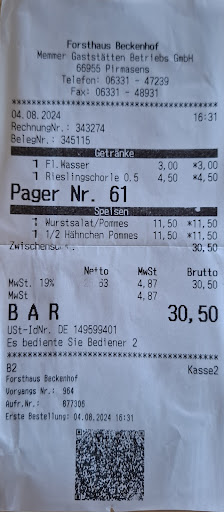 Forsthaus Beckenhof
Memmer Gaststätten Betriebs GmbH
66955 Pirmasens
Telefon: 06331 - 47239
Fax: 06331 - 48931
04.08.2024 16:31
RechnungNr.: 343274
BelegNr.: 345115
Getränke
1 Fl.Wasser 3,00 *3,00
1 Rieslingschorle 0.5 4,50 *4,50
Pager Nr. 61
Speisen
1 Wurstsalat/Pommes 11,50 *11,50
1 1/2 Hähnchen Pommes 11,50 *11,50
30,50
Netto MwSt Brutto
MwSt. 19% 4,87 30,50
MwSt 4,87
BAR 30,50
USt-IdNr. DE 149599401
Es bediente Sie Bediener 2
B2 Kasse2
Forsthaus Beckenhof
Vorgangs Nr.: 964
Aufr.Nr.: 877306
Erste Bestellung: 04.08.2024 16:31